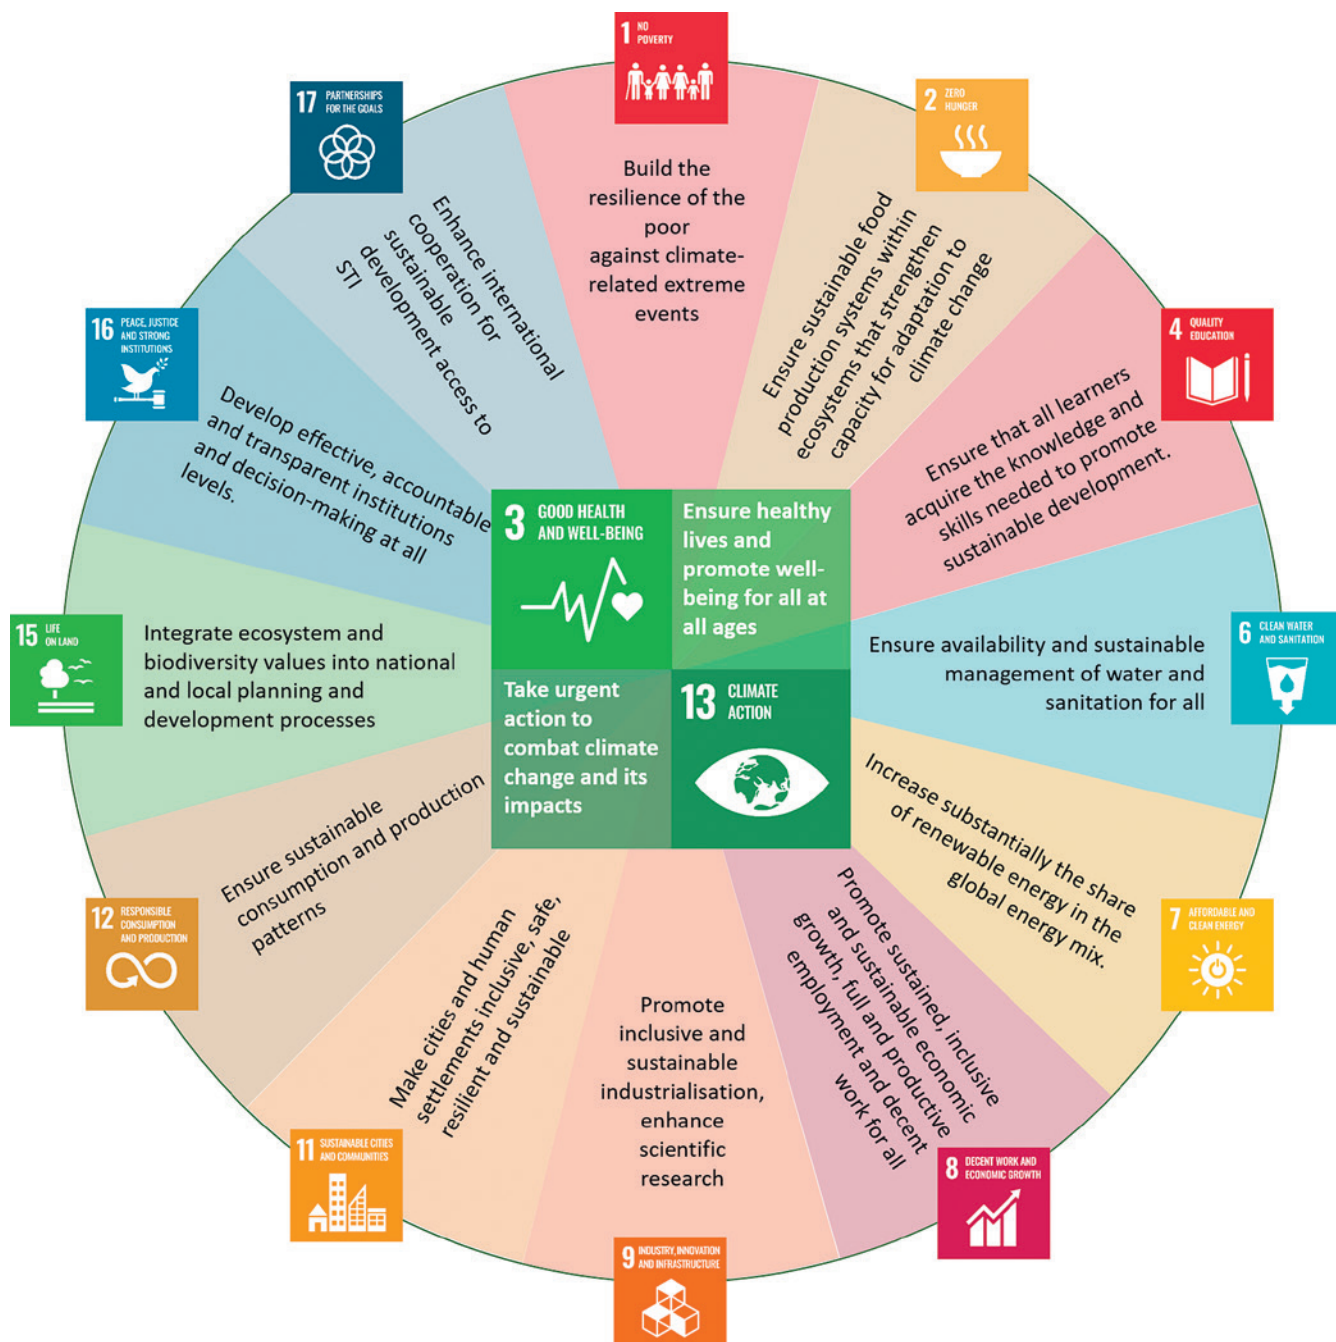 1 NO
POVERTY
Build the
resilience of the
poor
against climate-
related extreme
events
2 ZERO
HUNGER
Ensure sustainable food
production systems within
ecosystems that strengthen
capacity for adaptation to
climate change
4 QUALITY
EDUCATION
Ensure that all learners
acquire the knowledge and
skills needed to promote
sustainable development.
6 CLEAN WATER
AND SANITATION
Ensure availability and sustainable
management of water and
sanitation for all
7 AFFORDABLE AND
CLEAN ENERGY
Increase substantially the share
of renewable energy in the
global energy mix.
8 DECENT WORK AND
ECONOMIC GROWTH
Promote sustained, inclusive
and sustainable economic
growth, full and productive
employment and decent
work for all
9 INDUSTRY, INNOVATION
AND INFRASTRUCTURE
Promote
inclusive and
sustainable
industrialisation,
enhance
scientific
research
11 SUSTAINABLE CITIES
AND COMMUNITIES
Make cities and human
settlements inclusive, safe,
resilient and sustainable
12 RESPONSIBLE
CONSUMPTION
AND PRODUCTION
Ensure sustainable
consumption and production
patterns
15 LIFE
ON LAND
Integrate ecosystem and
biodiversity values into national
and local planning and
development processes
16 PEACE, JUSTICE
AND STRONG
INSTITUTIONS
Develop effective, accountable
and transparent institutions
and decision-making at all
levels.
17 PARTNERSHIPS
FOR THE GOALS
Enhance international
cooperation for
sustainable
development access to
STI
3 GOOD HEALTH
AND WELL-BEING
Ensure healthy
lives and
promote well-
being for all at
all ages
Take urgent
action to
combat climate
change and its
impacts
13 CLIMATE
ACTION